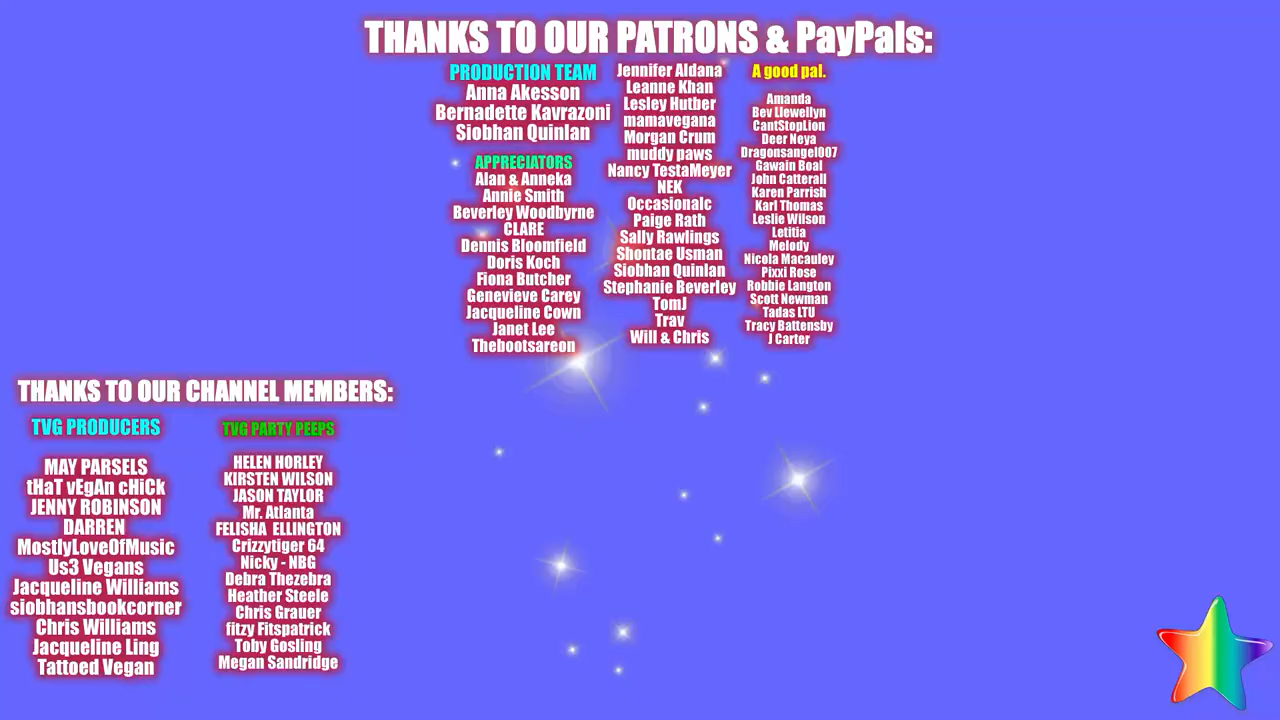 THANKS TO OUR PATRONS & PayPals:
PRODUCTION TEAM
Anna Akesson
Bernadette Kavrazoni
Siobhan Quinlan
APPRECIATORS
Alan & Anneka
Annie Smith
Beverley Woodbyrne
CLARE
Dennis Bloomfield
Doris Koch
Fiona Butcher
Genevieve Carey
Jacqueline Cown
Janet Lee
Thebootsareon
Jennifer Aldana
Leanne Khan
Lesley Hutber
mamavegana
Morgan Crum
muddy paws
Nancy TestaMeyer
NEK
Occasionalc
Paige Rath
Sally Rawlings
Shontae Usman
Siobhan Quinlan
Stephanie Beverley
TomJ
Trav
Will & Chris
A good pal.
Amanda
Bev Llewellyn
CantStopLion
Deer Neya
Dragonsangel007
Gawain Boal
John Catterall
Karen Parrish
Karl Thomas
Leslie Wilson
Letitia
Melody
Nicola Macauley
Pixxi Rose
Robbie Langton
Scott Newman
Tadas LTU
Tracy Battensby
J Carter
THANKS TO OUR CHANNEL MEMBERS:
TVG PRODUCERS
MAY PARSELS
tHaT vEgAn cHiCk
JENNY ROBINSON
DARREN
MostlyLoveOfMusic
Us3 Vegans
Jacqueline Williams
siobhansbookcorner
Chris Williams
Jacqueline Ling
Tattoed Vegan
TVG PARTY PEEPS
HELEN HORLEY
KIRSTEN WILSON
JASON TAYLOR
Mr. Atlanta
FELISHA ELLINGTON
Crizzytiger 64
Nicky - NBG
Debra Thezebra
Heather Steele
Chris Grauer
fitzy Fitspatrick
Toby Gosling
Megan Sandridge